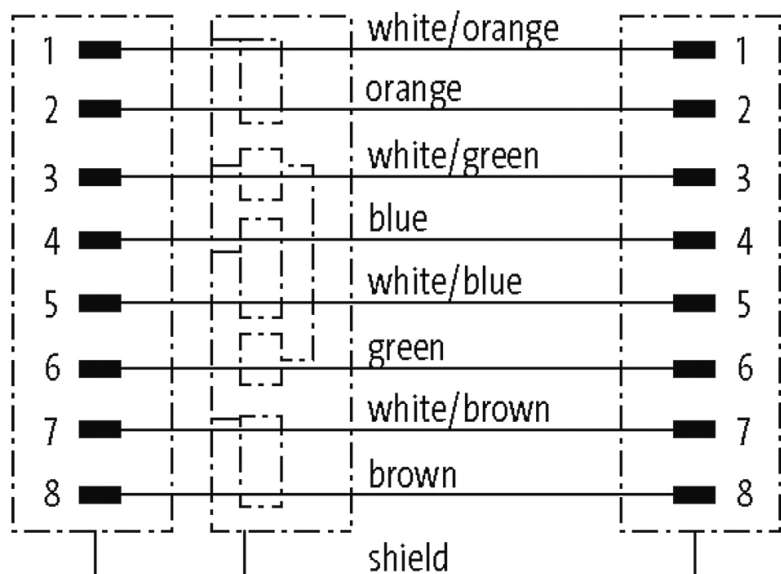 1 white/orange 1
2 orange 2
3 white/green 3
4 blue 4
5 white/blue 5
6 green 6
7 white/brown 7
8 brown 8
shield